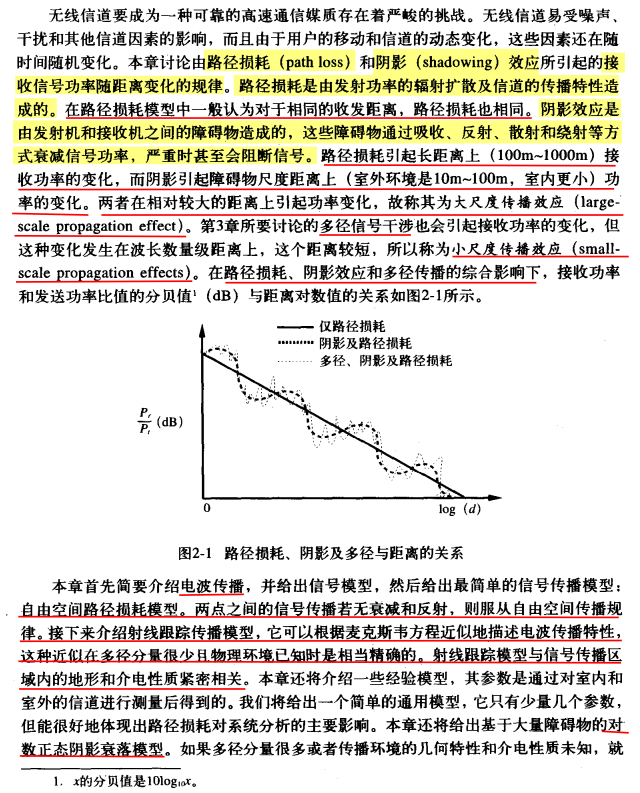 无线信道要成为一种可靠的高速通信媒质存在着严峻的挑战。无线信道易受噪声、
干扰和其他信道因素的影响，而且由于用户的移动和信道的动态变化，这些因素还在随
时间随机变化。本章讨论由路径损耗（path loss）和阴影（shadowing）效应所引起的接
收信号功率随距离变化的规律。路径损耗是由发射功率的辐射扩散及信道的传播特性造
成的。在路径损耗模型中一般认为对于相同的收发距离，路径损耗也相同。阴影效应是
由发射机和接收机之间的障碍物造成的，这些障碍物通过吸收、反射、散射和绕射等方
式衰减信号功率，严重时甚至会阻断信号。路径损耗引起长距离上（100m~1000m）接
收功率的变化，而阴影引起障碍物尺度距离上（室外环境是10m~100m，室内更小）功
率的变化。两者在相对较大的距离上引起功率变化，故称其为大尺度传播效应（large-
scale propagation effect）。第3章所要讨论的多径信号干涉也会引起接收功率的变化，但
这种变化发生在波长数量级距离上，这个距离较短，所以称为小尺度传播效应（small-
scale propagation effects）。在路径损耗、阴影效应和多径传播的综合影响下，接收功率
和发送功率比值的分贝值¹（dB）与距离对数值的关系如图2-1所示。
仅路径损耗
阴影及路径损耗
多径、阴影及路径损耗
Pr/Pt (dB)
0
log (d)
图2-1 路径损耗、阴影及多径与距离的关系
本章首先简要介绍电波传播，并给出信号模型，然后给出最简单的信号传播模型：
自由空间路径损耗模型。两点之间的信号传播若无衰减和反射，则服从自由空间传播规
律。接下来介绍射线跟踪传播模型，它可以根据麦克斯韦方程近似地描述电波传播特性，
这种近似在多径分量很少且物理环境已知时是相当精确的。射线跟踪模型与信号传播区
域内的地形和介电性质紧密相关。本章还将介绍一些经验模型，其参数是通过对室内和
室外的信道进行测量后得到的。我们将给出一个简单的通用模型，它只有少量几个参数，
但能很好地体现出路径损耗对系统分析的主要影响。本章还将给出基于大量障碍物的对
数正态阴影衰落模型。如果多径分量很多或者传播环境的几何特性和介电性质未知，就
1. x的分贝值是10log₁₀x。